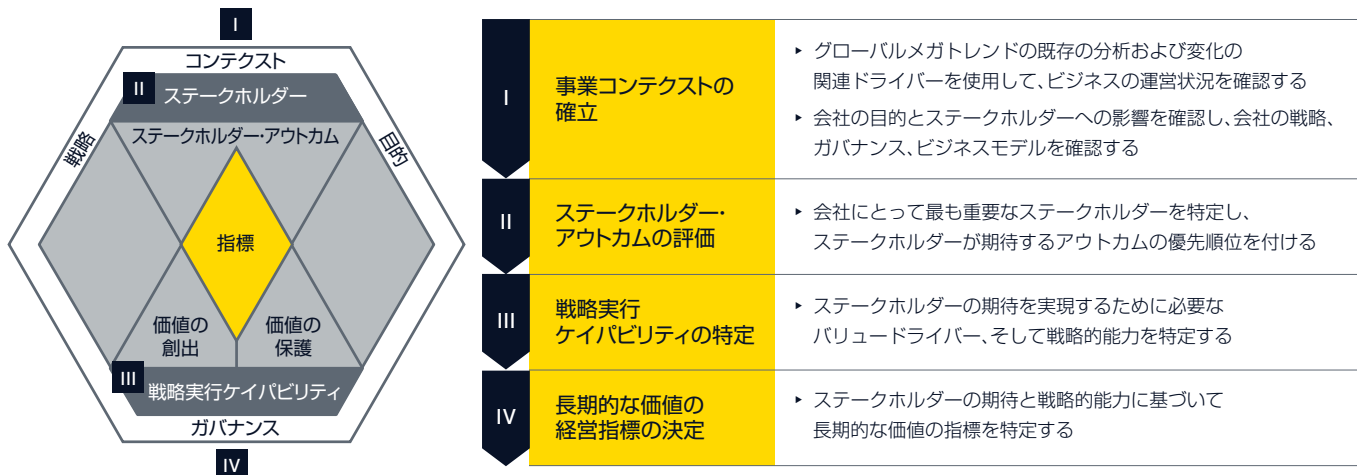 I
コンテクスト
II
ステークホルダー
ステークホルダー・アウトカム
戦略
目的
指標
価値の
創出
価値の
保護
III
戦略実行ケイパビリティ
ガバナンス
IV
I
事業コンテクストの
確立
▸ グローバルメガトレンドの既存の分析および変化の
関連ドライバーを使用して、ビジネスの運営状況を確認する
▸ 会社の目的とステークホルダーへの影響を確認し、会社の戦略、
ガバナンス、ビジネスモデルを確認する
II
ステークホルダー・
アウトカムの評価
▸ 会社にとって最も重要なステークホルダーを特定し、
ステークホルダーが期待するアウトカムの優先順位を付ける
III
戦略実行
ケイパビリティの特定
▸ ステークホルダーの期待を実現するために必要な
バリュードライバー、そして戦略的能力を特定する
IV
長期的な価値の
経営指標の決定
▸ ステークホルダーの期待と戦略的能力に基づいて
長期的な価値の指標を特定する